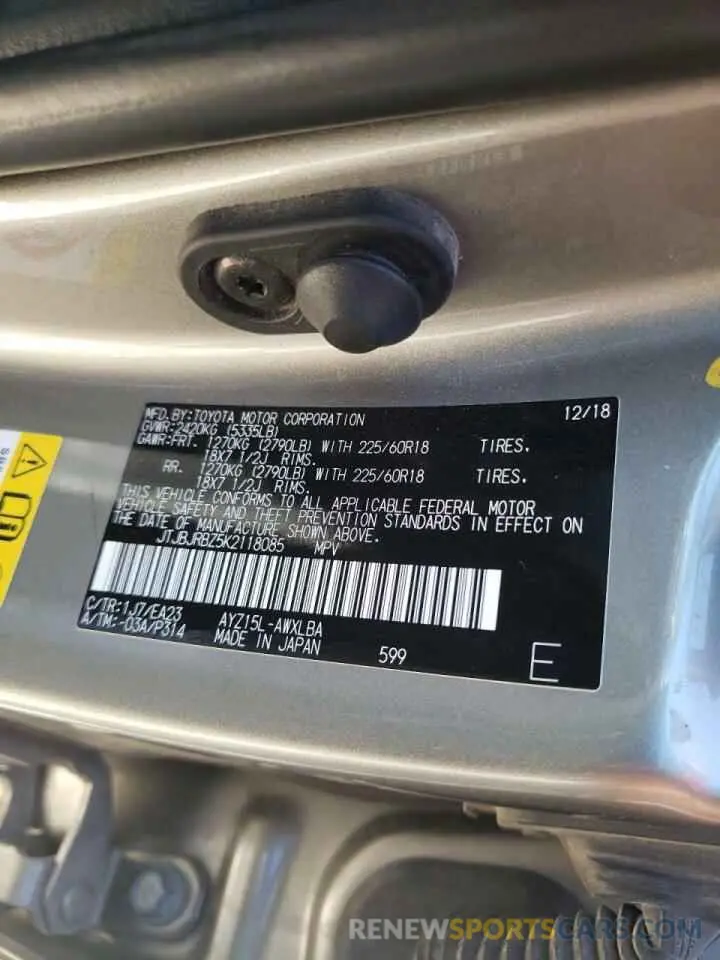 MFD.BY:TOYOTA MOTOR CORPORATION 12/18
GVWR:2420KG (5335LB)
GAWR:FRT. 1270KG (2790LB) WITH 225/60R18 TIRES.
18X7 1/2J RIMS.
RR. 1270KG (2790LB) WITH 225/60R18 TIRES.
18X7 1/2J RIMS.
THIS VEHICLE CONFORMS TO ALL APPLICABLE FEDERAL MOTOR
VEHICLE SAFETY AND THEFT PREVENTION STANDARDS IN EFFECT ON
THE DATE OF MANUFACTURE SHOWN ABOVE.
JTJBJRBZ5K2118085 MPV
C/TR:1J7/EA23 AYZ15L-AWXLBA
A/TM:-03A/P314 MADE IN JAPAN 599 E
RENEWSPORTSCARS.COM